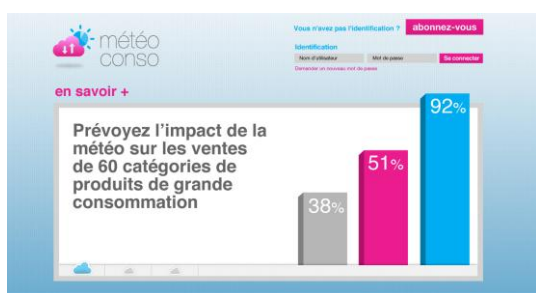 météo
conso
Vous n'avez pas l'identification ? abonnez-vous
Identification
Nom d'utilisateur Mot de passe Se connecter
Demander un nouveau mot de passe
en savoir +
Prévoyez l'impact de la
météo sur les ventes
de 60 catégories de
produits de grande
consommation
38%
51%
92%